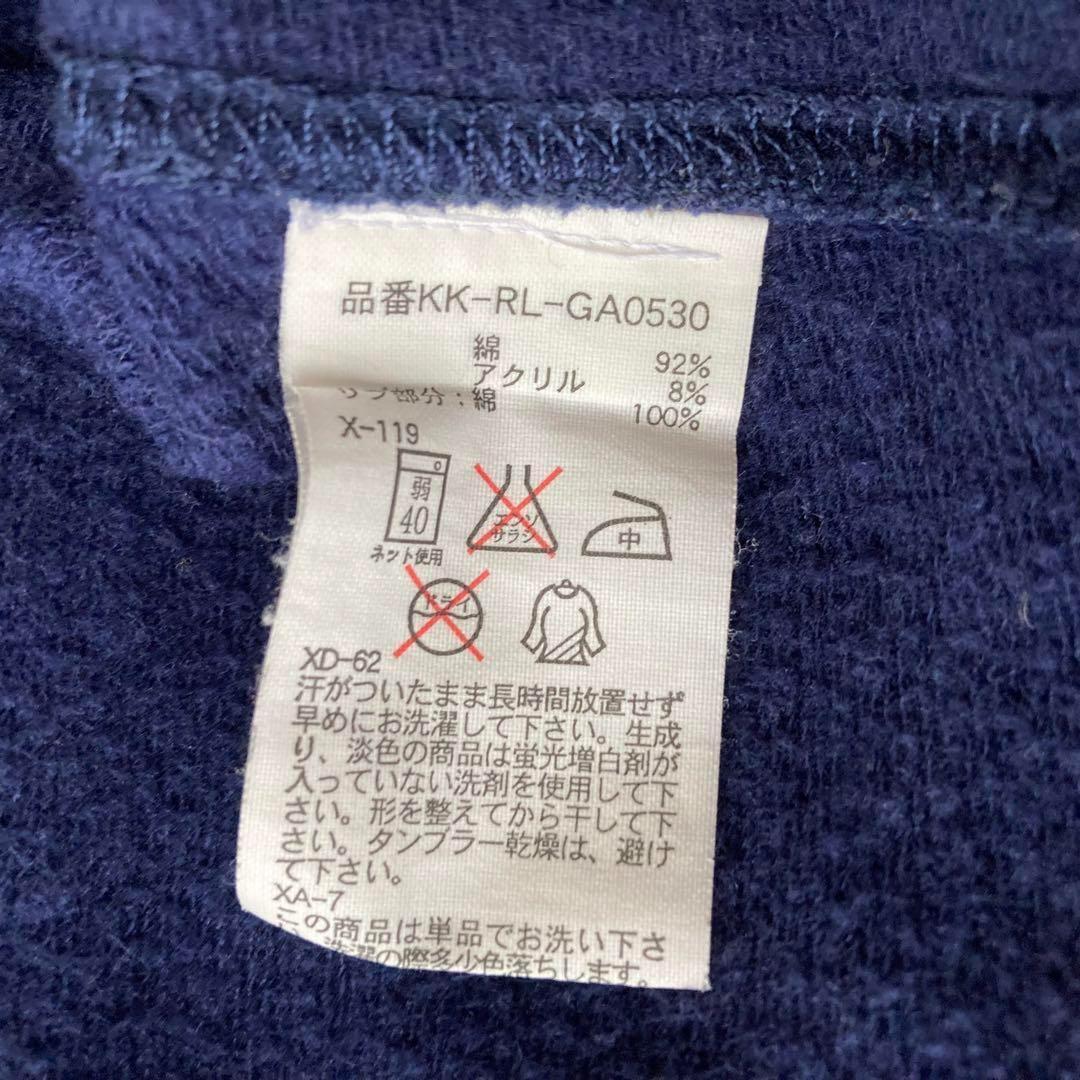 品番KK-RL-GA0530
綿 92%
アクリル 8%
リブ部分:綿 100%
X-119
弱
40
ネット使用
エンソ
サラシ
中
ドライ
XD-62
汗がついたまま長時間放置せず
早めにお洗濯して下さい。生成
り、淡色の商品は蛍光増白剤が
入っていない洗剤を使用して下
さい。形を整えてから干して下
さい。タンブラー乾燥は、避け
て下さい。
XA-7
この商品は単品でお洗い下さ
洗濯の際多少色落ちします。